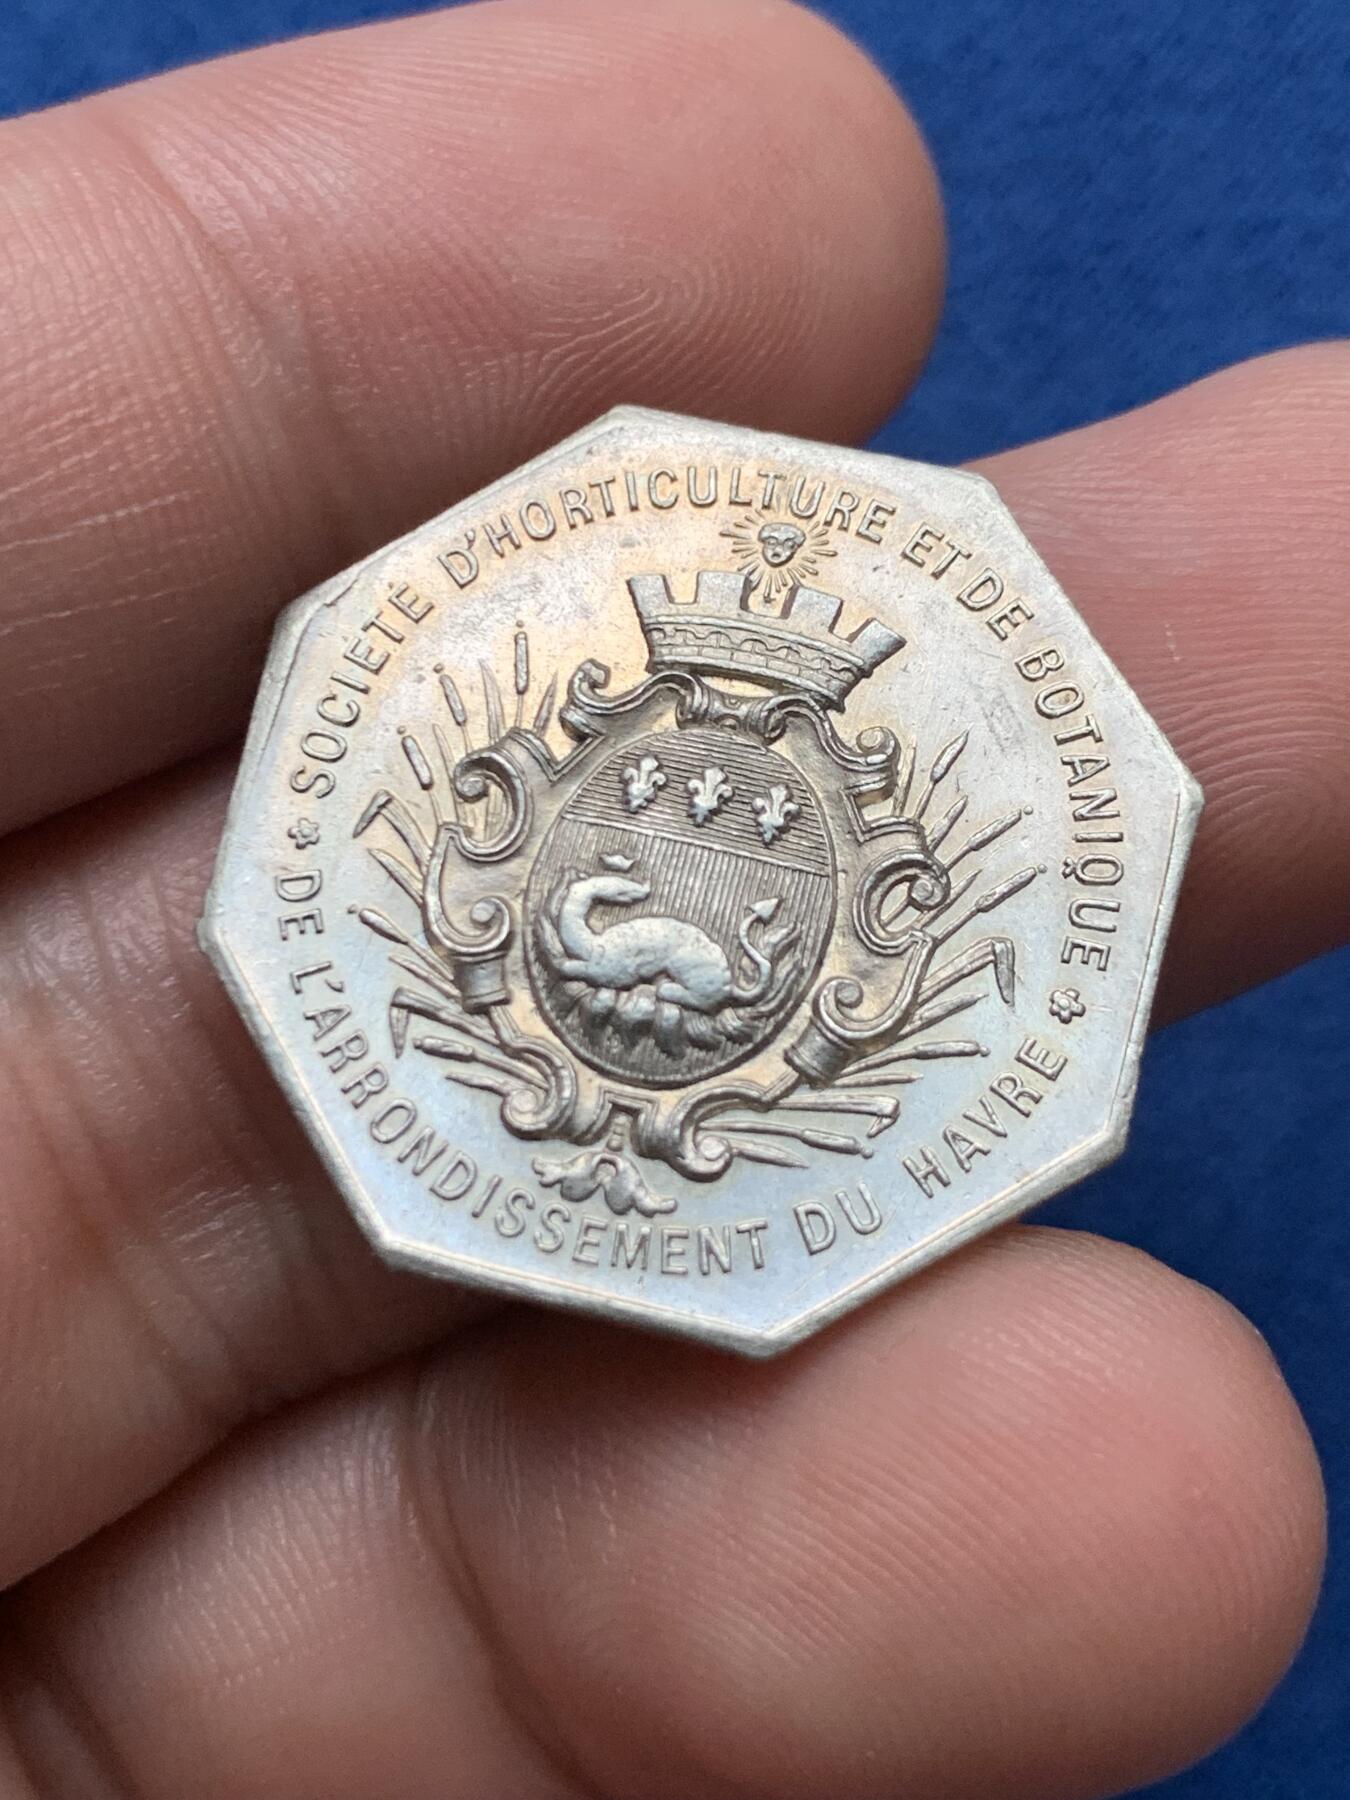 SOCIÉTÉ D'HORTICULTURE ET DE BOTANIQUE
DE L'ARRONDISSEMENT DU HAVRE